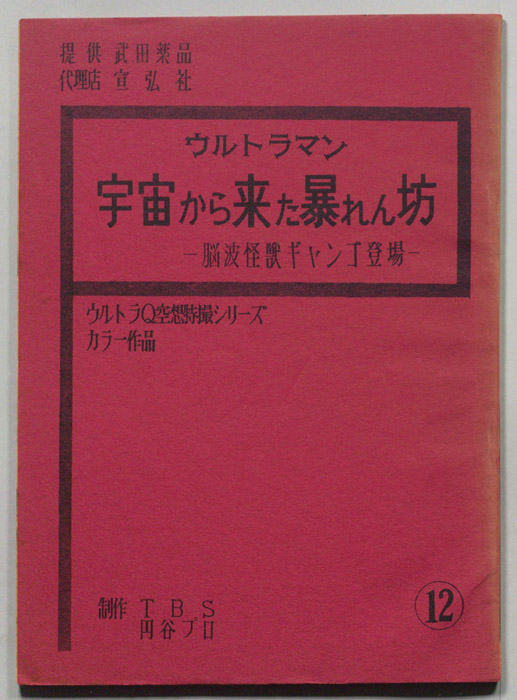 提供 武田薬品
代理店 宣弘社
ウルトラマン
宇宙から来た暴れん坊
―脳波怪獣ギャンゴ登場―
ウルトラQ空想特撮シリーズ
カラー作品
制作 TBS
円谷プロ
12